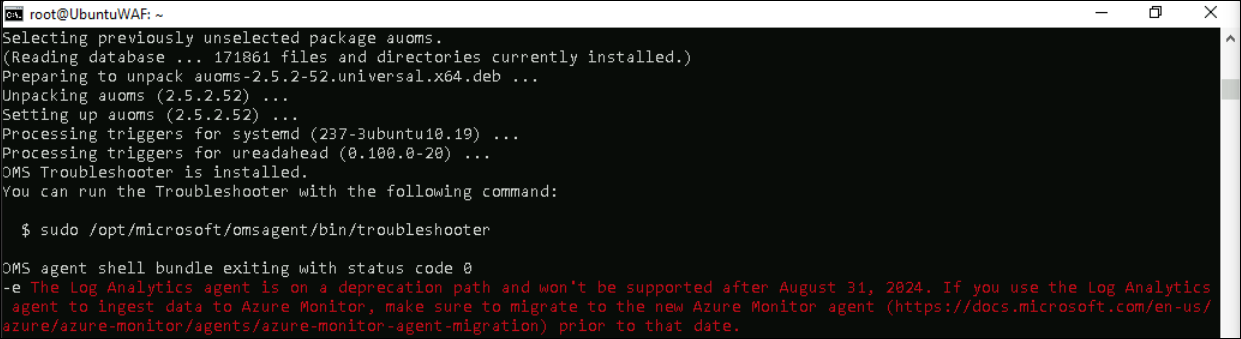 root@UbuntuWAF: ~
Selecting previously unselected package auoms.
(Reading database ... 171861 files and directories currently installed.)
Preparing to unpack auoms-2.5.2-52.universal.x64.deb ...
Unpacking auoms (2.5.2.52) ...
Setting up auoms (2.5.2.52) ...
Processing triggers for systemd (237-3ubuntu10.19) ...
Processing triggers for ureadahead (0.100.0-20) ...
OMS Troubleshooter is installed.
You can run the Troubleshooter with the following command:
$ sudo /opt/microsoft/omsagent/bin/troubleshooter
OMS agent shell bundle exiting with status code 0
-e The Log Analytics agent is on a deprecation path and won't be supported after August 31, 2024. If you use the Log Analytics
agent to ingest data to Azure Monitor, make sure to migrate to the new Azure Monitor agent (https://docs.microsoft.com/en-us/
azure/azure-monitor/agents/azure-monitor-agent-migration) prior to that date.